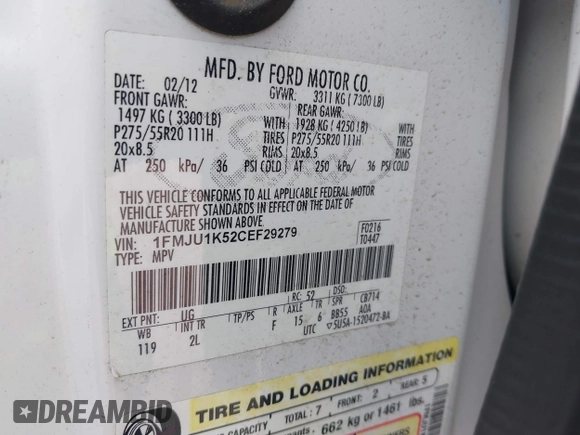 MFD. BY FORD MOTOR CO.
DATE: 02/12 GVWR: 3311 KG ( 7300 LB)
FRONT GAWR: REAR GAWR:
1497 KG ( 3300 LB) WITH 1928 KG ( 4250 LB) WITH
P275/55R20 111H TIRES P275/55R20 111H TIRES
20x8.5 RIMS 20x8.5 RIMS
AT 250 kPa/ 36 PSI COLD AT 250 kPa/ 36 PSI COLD
THIS VEHICLE CONFORMS TO ALL APPLICABLE FEDERAL MOTOR
VEHICLE SAFETY STANDARDS IN EFFECT ON THE DATE OF
MANUFACTURE SHOWN ABOVE.
VIN: 1FMJU1K52CEF29279 F0216
TYPE: MPV T0447
EXT PNT: UG RC: 52 DSO:
WB INT TR TP/PS R AXLE TR SPR CB714
119 2L F 15 6 BB55 ADA
UTC 5U5A-1520472-BA
TIRE AND LOADING INFORMATION
CAPACITY TOTAL: 7 FRONT: 2 REAR: 5
662 kg or 1461 lbs.
DREAMBID